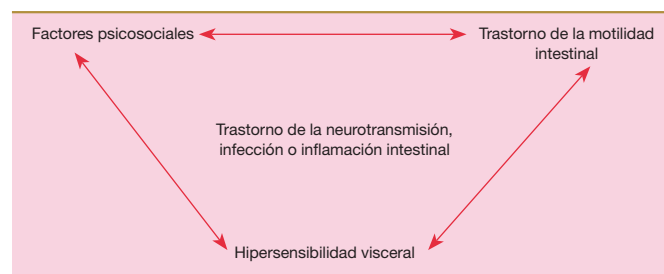 Factores psicosociales
Trastorno de la motilidad
intestinal
Trastorno de la neurotransmisión,
infección o inflamación intestinal
Hipersensibilidad visceral